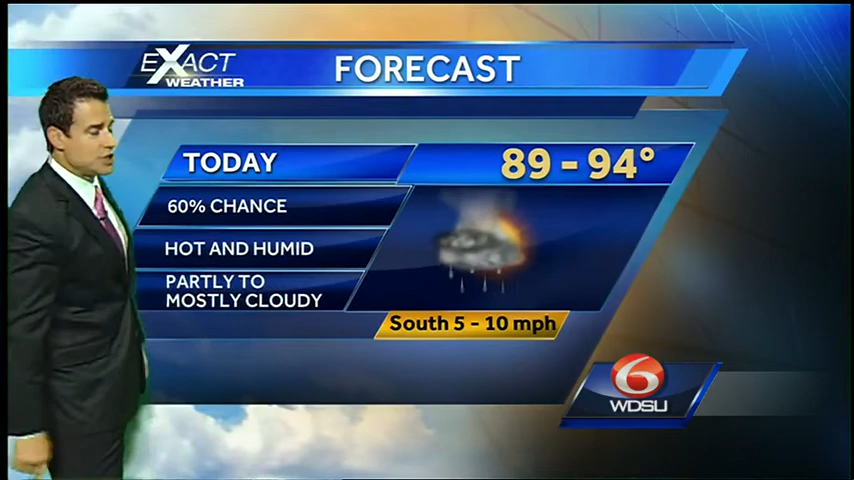 EXACT
WEATHER
FORECAST
TODAY
89 - 94°
60% CHANCE
HOT AND HUMID
PARTLY TO
MOSTLY CLOUDY
South 5 - 10 mph
6
WDSU